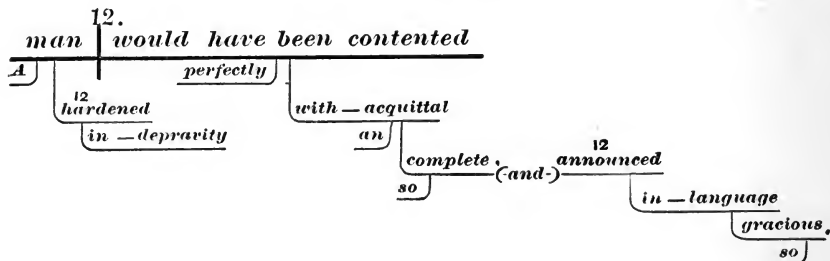 12.
man would have been contented
A perfectly
12
hardened with — acquittal
in — depravity an
12
complete, (-and-) announced
so
in — language
gracious.
so